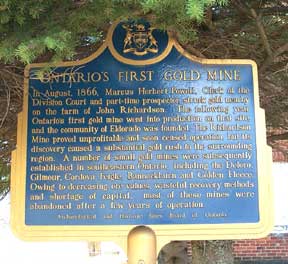 ONTARIO'S FIRST GOLD MINE
In August, 1866, Marcus Herbert Powell, Clerk of the
Division Court and part-time prospector, struck gold nearby
on the farm of John Richardson. The following year
Ontario's first gold mine went into production on that site
and the community of Eldorado was founded. The Richardson
Mine proved unprofitable and soon ceased operation, but its
discovery caused a substantial gold rush to the surrounding
region. A number of small gold mines were subsequently
established in southeastern Ontario, including the Deloro,
Gilmour, Cordova, Feigle, Bannockburn and Golden Fleece.
Owing to decreasing ore values, wasteful recovery methods
and shortage of capital, most of these mines were
abandoned after a few years of operation.
Archaeological and Historic Sites Board of Ontario